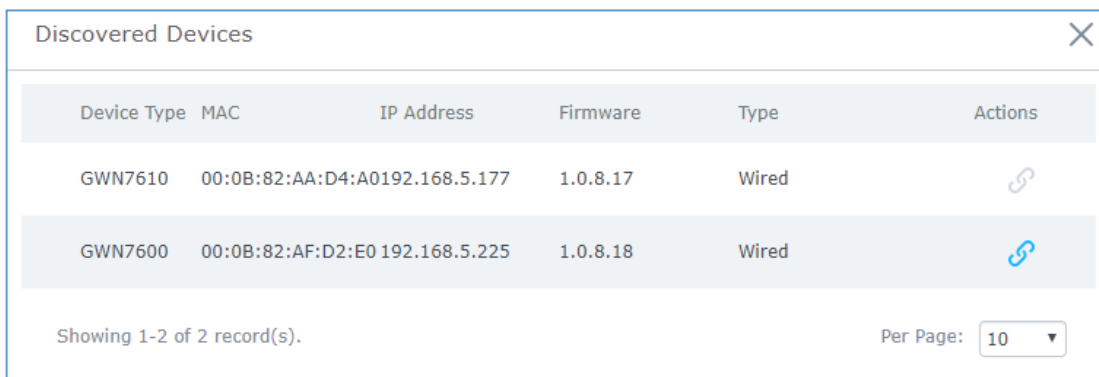 Discovered Devices
Device Type MAC IP Address Firmware Type Actions
GWN7610 00:0B:82:AA:D4:A0192.168.5.177 1.0.8.17 Wired
GWN7600 00:0B:82:AF:D2:E0 192.168.5.225 1.0.8.18 Wired
Showing 1-2 of 2 record(s). Per Page: 10